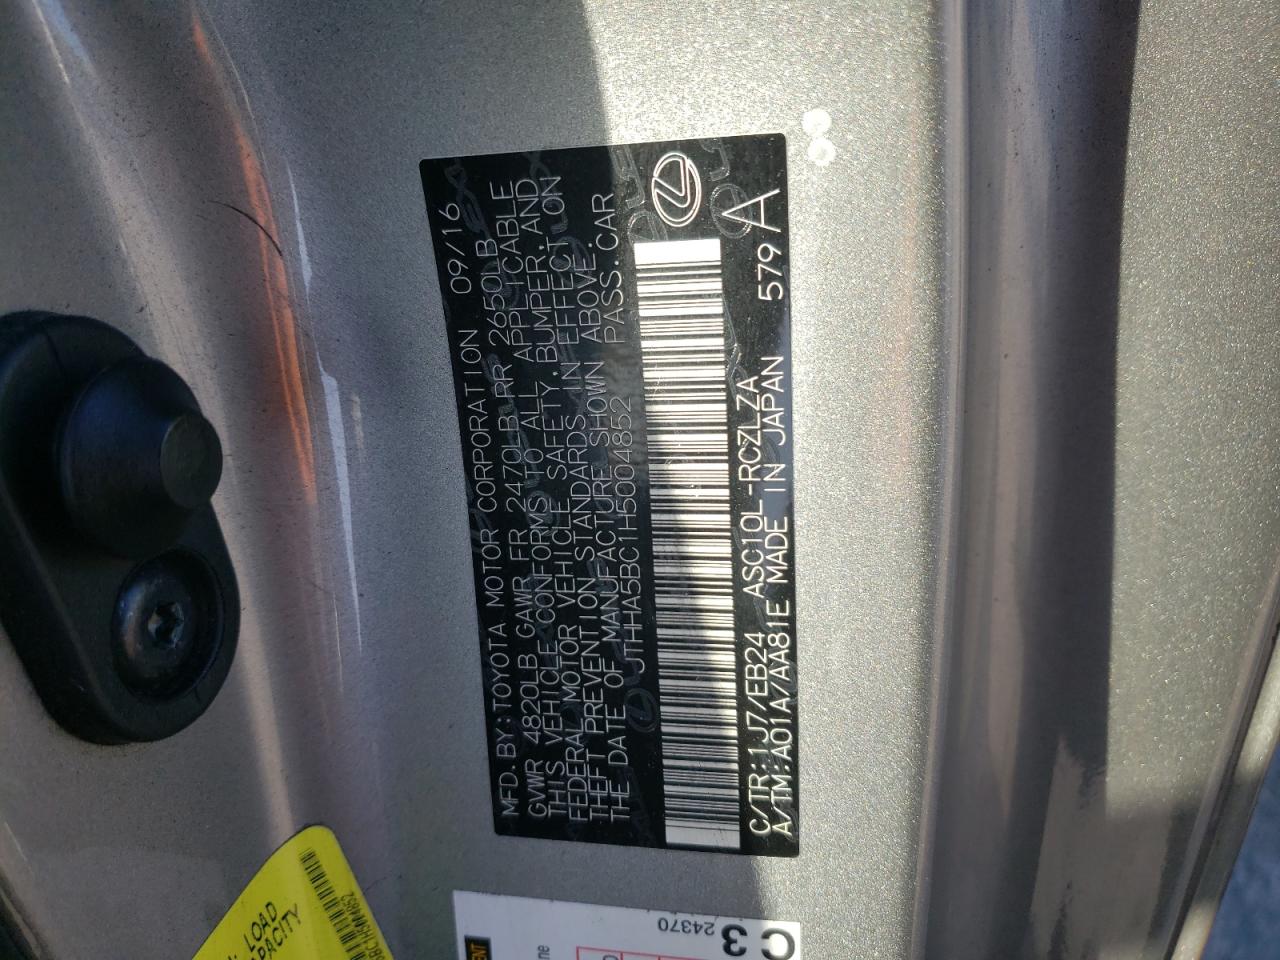 MFD. BY: TOYOTA MOTOR CORPORATION 09/16
GVWR 4820LB GAWR FR 2470LB RR 2650LB
THIS VEHICLE CONFORMS TO ALL APPLICABLE
FEDERAL MOTOR VEHICLE SAFETY, BUMPER, AND
THEFT PREVENTION STANDARDS IN EFFECT ON
THE DATE OF MANUFACTURE SHOWN ABOVE.
JTHHA5BC1H5004852 PASS. CAR
C/TR: 1J7/EB24 ASC10L-RCZLZA
A/TM: A01A/AA81E MADE IN JAPAN 579 A
LOAD
C 3
24370